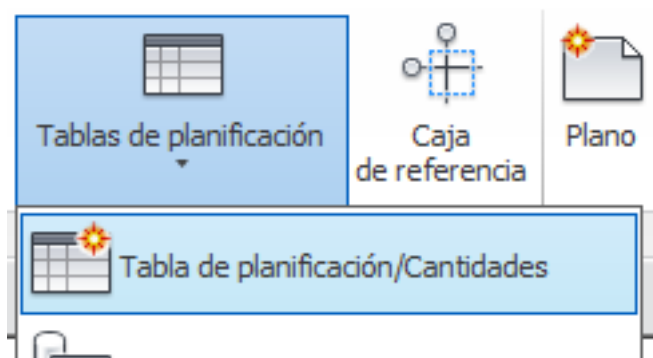 Tablas de planificación
Caja
de referencia
Plano
Tabla de planificación/Cantidades